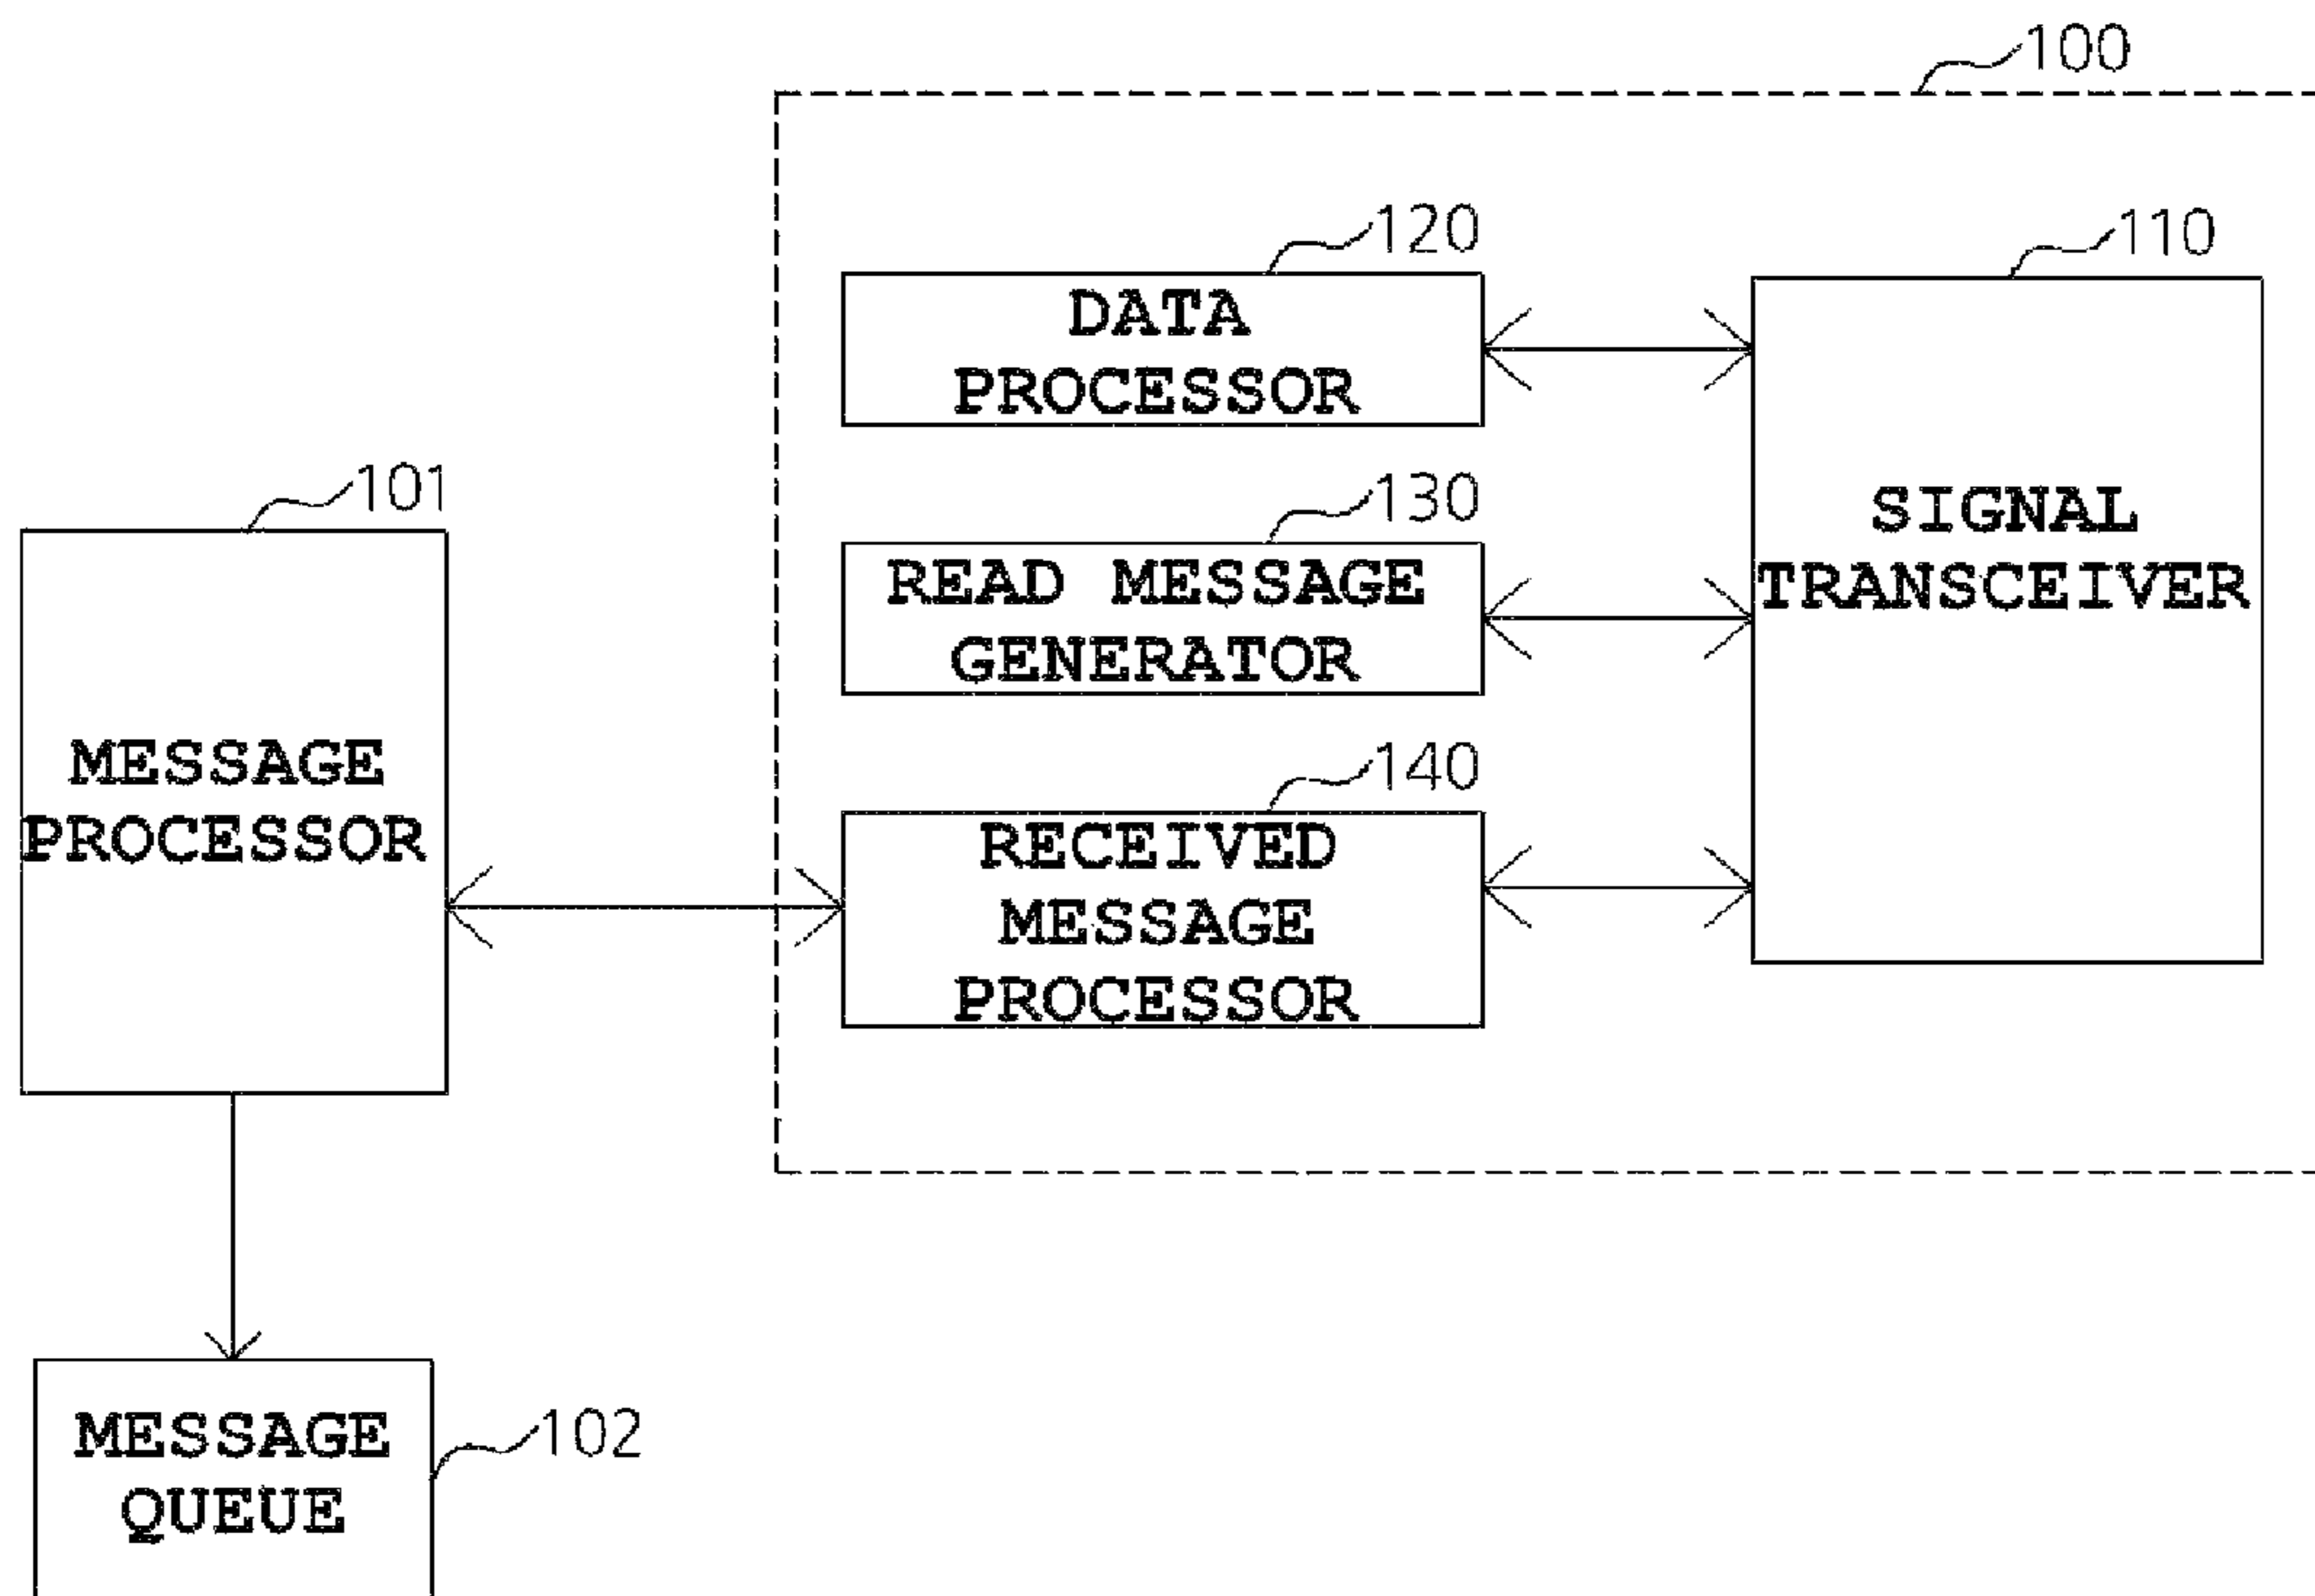 100
120
110
DATA
PROCESSOR
101
130
READ MESSAGE
GENERATOR
SIGNAL
TRANSCEIVER
MESSAGE
PROCESSOR
140
RECEIVED
MESSAGE
PROCESSOR
MESSAGE
QUEUE
102